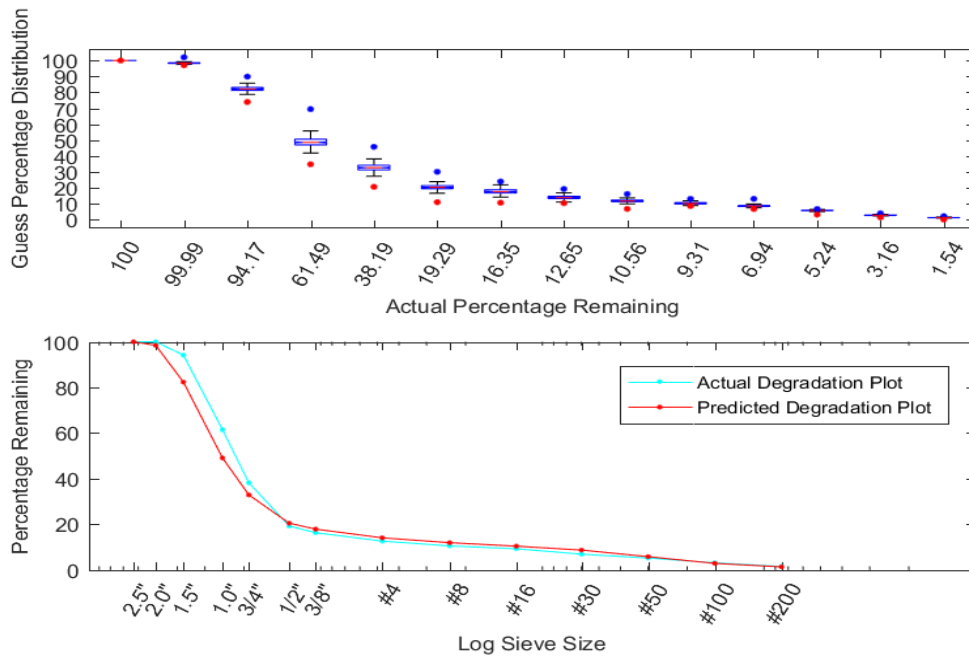 Guess Percentage Distribution
100
90
80
70
60
50
40
30
20
10
0
100 99.99 94.17 61.49 38.19 19.29 16.35 12.65 10.56 9.31 6.94 5.24 3.16 1.54
Actual Percentage Remaining
Percentage Remaining
100
80
60
40
20
0
Actual Degradation Plot
Predicted Degradation Plot
2.5" 2.0" 1.5" 1.0" 3/4" 1/2" 3/8" #4 #8 #16 #30 #50 #100 #200
Log Sieve Size